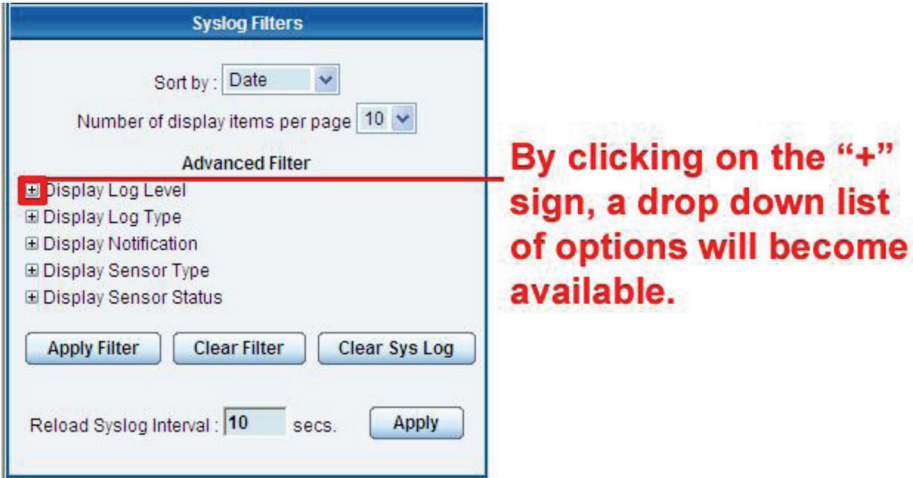 Syslog Filters
Sort by : Date
Number of display items per page 10
Advanced Filter
Display Log Level
Display Log Type
Display Notification
Display Sensor Type
Display Sensor Status
Apply Filter Clear Filter Clear Sys Log
Reload Syslog Interval : 10 secs. Apply
By clicking on the “+”
sign, a drop down list
of options will become
available.